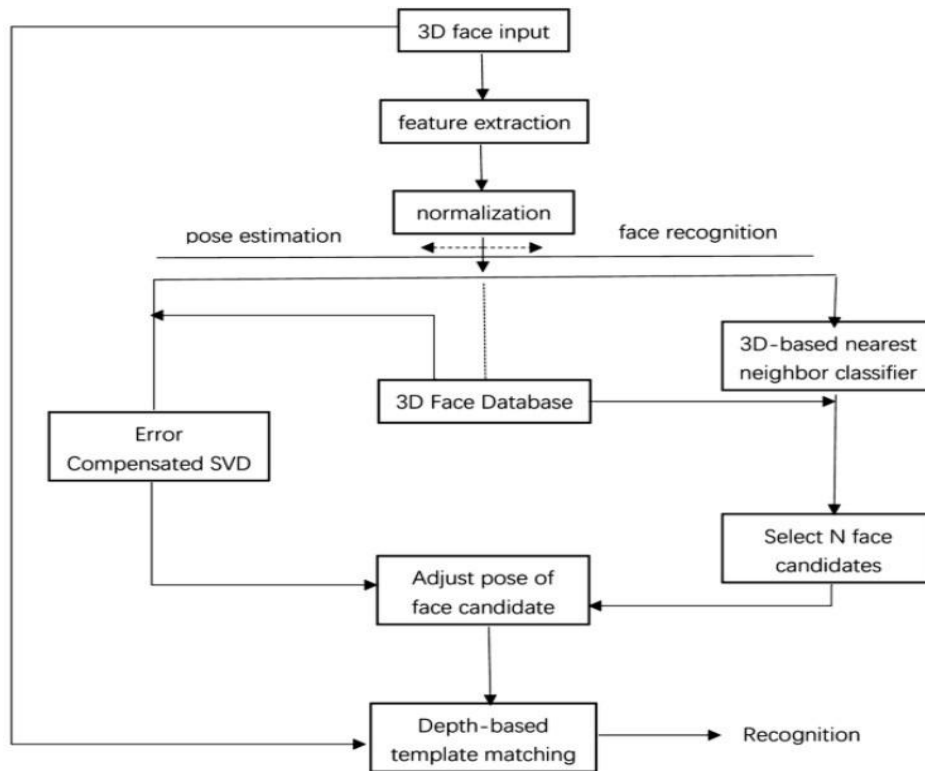 3D face input
feature extraction
normalization
pose estimation
face recognition
3D-based nearest
neighbor classifier
3D Face Database
Error
Compensated SVD
Select N face
candidates
Adjust pose of
face candidate
Depth-based
template matching
Recognition